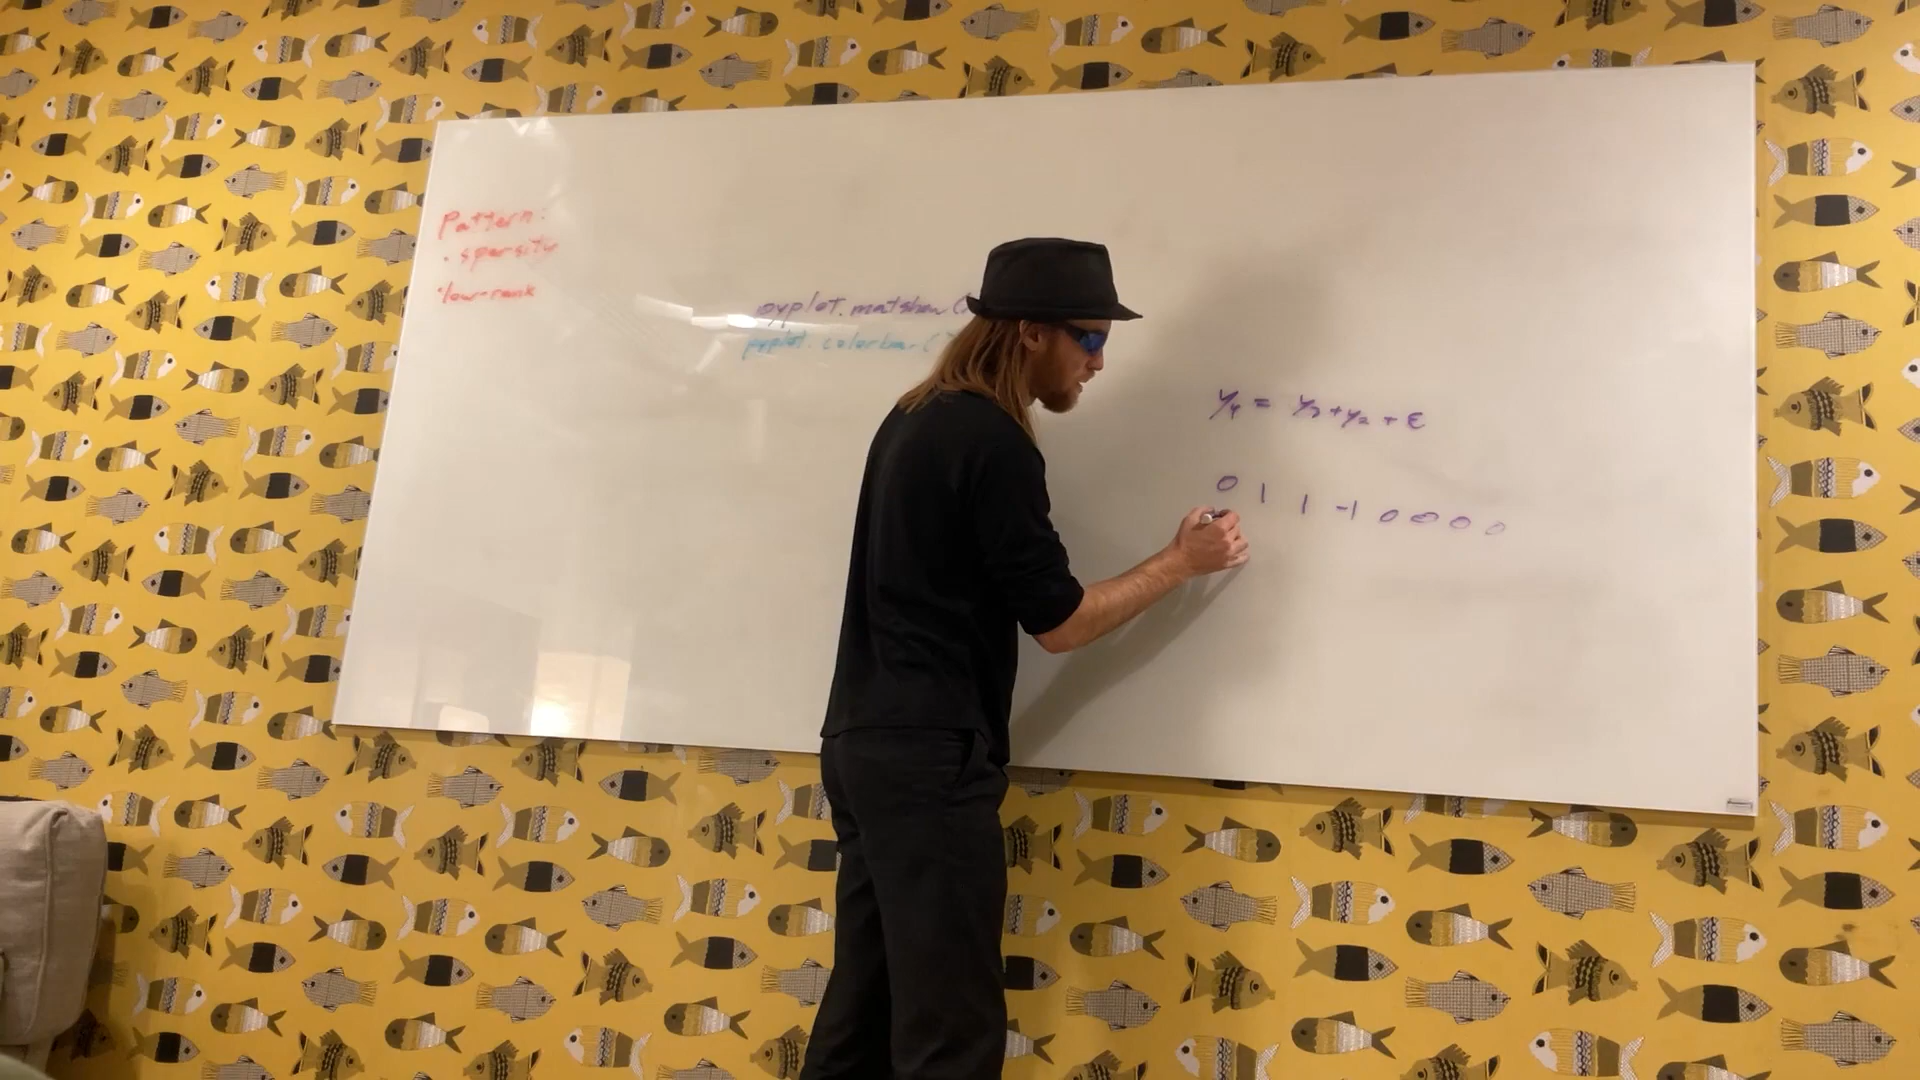 Pattern:
. sparsity
·low-rank
pyplot.matshow(
pyplot.colorbar(
y₄ = y₃+y₂ + ε
0 1 1 -1 0 0 0 0